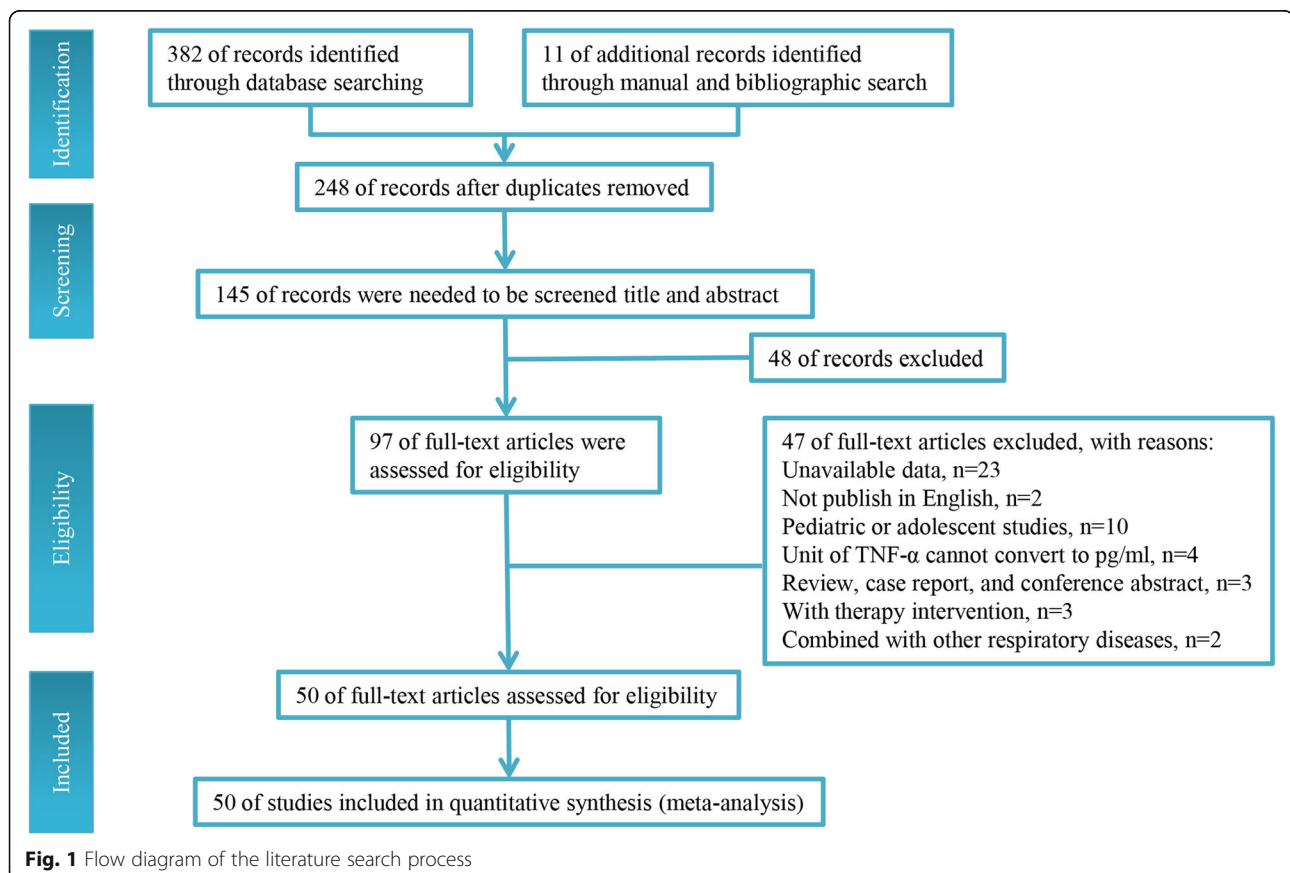 Identification
382 of records identified
through database searching
11 of additional records identified
through manual and bibliographic search
248 of records after duplicates removed
Screening
145 of records were needed to be screened title and abstract
48 of records excluded
Eligibility
97 of full-text articles were
assessed for eligibility
47 of full-text articles excluded, with reasons:
Unavailable data, n=23
Not publish in English, n=2
Pediatric or adolescent studies, n=10
Unit of TNF-α cannot convert to pg/ml, n=4
Review, case report, and conference abstract, n=3
With therapy intervention, n=3
Combined with other respiratory diseases, n=2
Included
50 of full-text articles assessed for eligibility
50 of studies included in quantitative synthesis (meta-analysis)
Fig. 1 Flow diagram of the literature search process